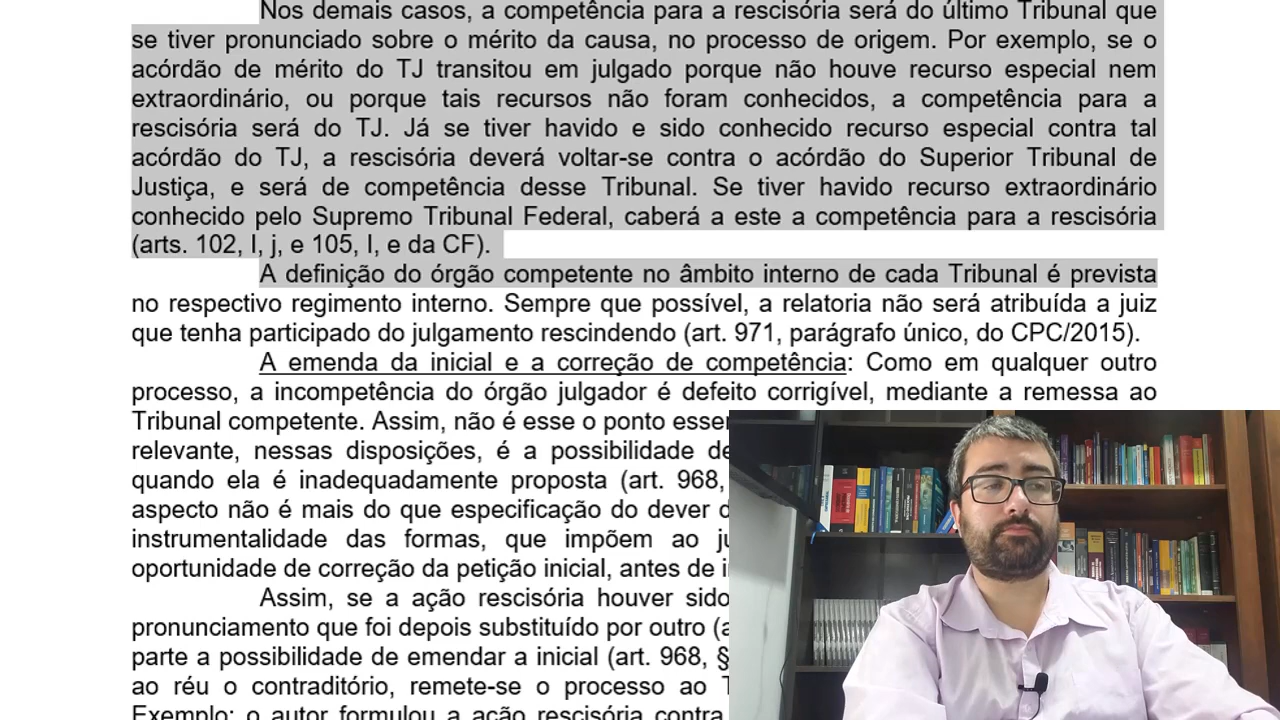 Nos demais casos, a competência para a rescisória será do último Tribunal que
se tiver pronunciado sobre o mérito da causa, no processo de origem. Por exemplo, se o
acórdão de mérito do TJ transitou em julgado porque não houve recurso especial nem
extraordinário, ou porque tais recursos não foram conhecidos, a competência para a
rescisória será do TJ. Já se tiver havido e sido conhecido recurso especial contra tal
acórdão do TJ, a rescisória deverá voltar-se contra o acórdão do Superior Tribunal de
Justiça, e será de competência desse Tribunal. Se tiver havido recurso extraordinário
conhecido pelo Supremo Tribunal Federal, caberá a este a competência para a rescisória
(arts. 102, I, j, e 105, I, e da CF).
A definição do órgão competente no âmbito interno de cada Tribunal é prevista
no respectivo regimento interno. Sempre que possível, a relatoria não será atribuída a juiz
que tenha participado do julgamento rescindendo (art. 971, parágrafo único, do CPC/2015).
A emenda da inicial e a correção de competência: Como em qualquer outro
processo, a incompetência do órgão julgador é defeito corrigível, mediante a remessa ao
Tribunal competente. Assim, não é esse o ponto esse
relevante, nessas disposições, é a possibilidade de
quando ela é inadequadamente proposta (art. 968,
aspecto não é mais do que especificação do dever
instrumentalidade das formas, que impõem ao
oportunidade de correção da petição inicial, antes de
Assim, se a ação rescisória houver sido
pronunciamento que foi depois substituído por outro
parte a possibilidade de emendar a inicial (art. 968, §
ao réu o contraditório, remete-se o processo ao
Exemplo: o autor formulou a ação rescisória contra